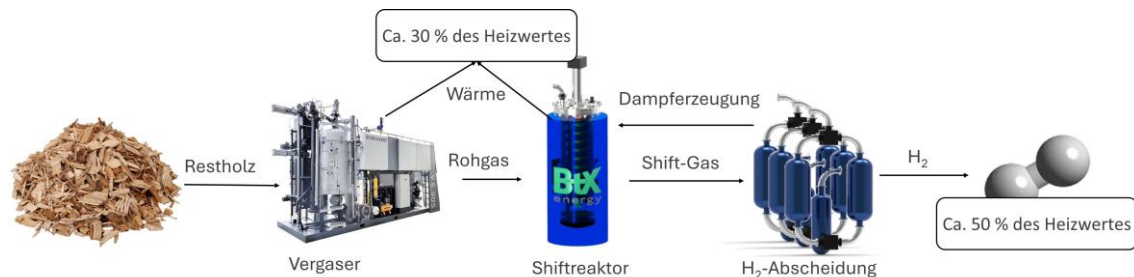 Ca. 30 % des Heizwertes
Wärme
Dampferzeugung
Restholz
Rohgas
Shift-Gas
H₂
BtX
energy
Ca. 50 % des Heizwertes
Vergaser
Shiftreaktor
H₂-Abscheidung